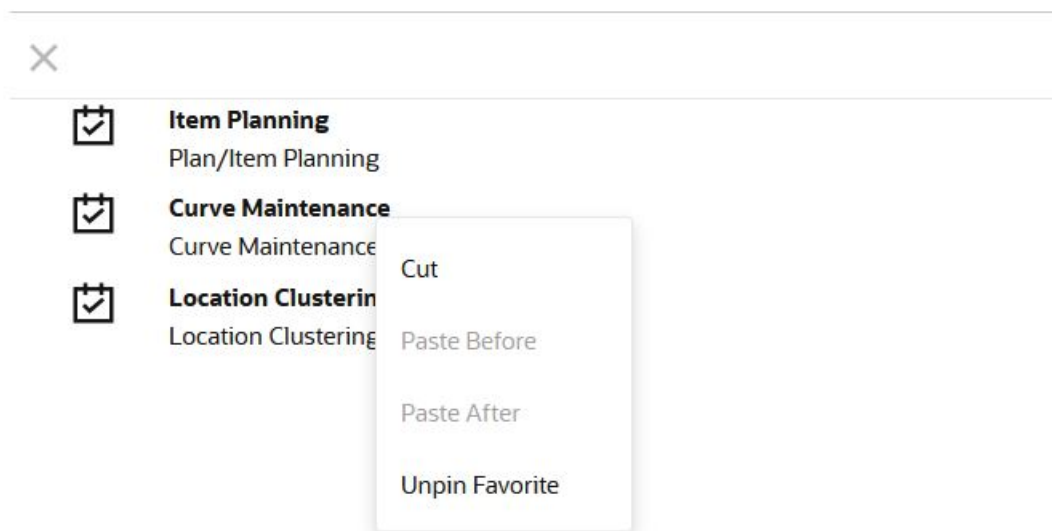 Item Planning
Plan/Item Planning
Curve Maintenance
Curve Maintenance
Cut
Location Clusterin
Location Clustering
Paste Before
Paste After
Unpin Favorite